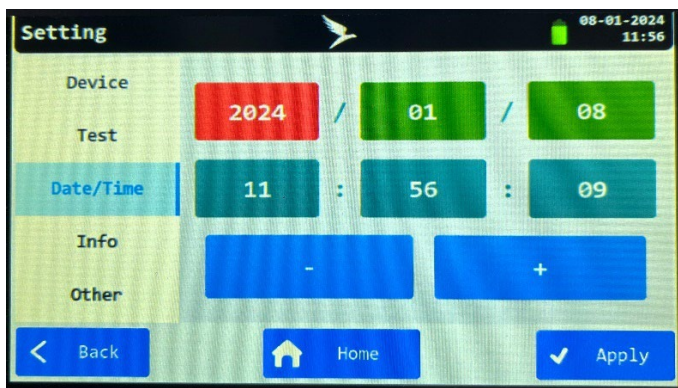 Setting
08-01-2024
11:56
Device
Test
Date/Time
Info
Other
2024 / 01 / 08
11 : 56 : 09
- +
Back
Home
Apply